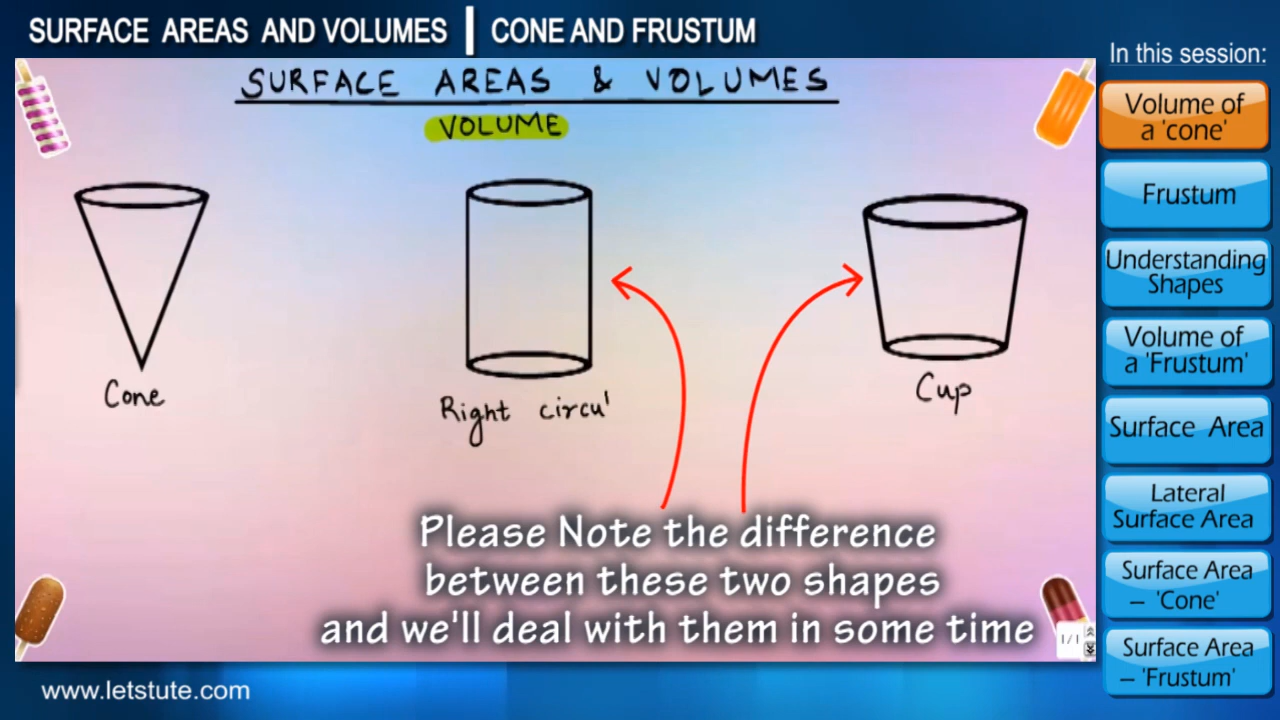 SURFACE AREAS AND VOLUMES | CONE AND FRUSTUM
In this session:
SURFACE AREAS & VOLUMES
VOLUME
Cone
Right circu'
Cup
Please Note the difference
between these two shapes
and we'll deal with them in some time
1/1
Volume of
a 'cone'
Frustum
Understanding
Shapes
Volume of
a 'Frustum'
Surface Area
Lateral
Surface Area
Surface Area
– 'Cone'
Surface Area
– 'Frustum'
www.letstute.com